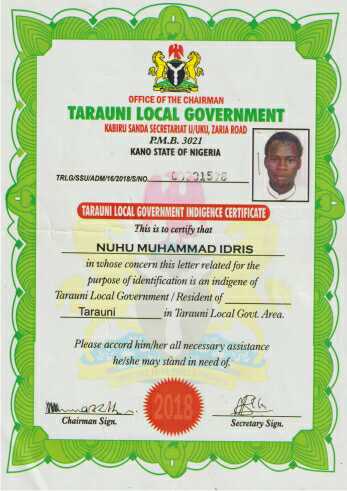 OFFICE OF THE CHAIRMAN
TARAUNI LOCAL GOVERNMENT
KABIRU SANDA SECRETARIAT U/UKU, ZARIA ROAD
P.M.B. 3021
KANO STATE OF NIGERIA
TRLG/SSU/ADM/16/2018/S/NO.
TARAUNI LOCAL GOVERNMENT INDIGENCE CERTIFICATE
This is to certify that
NUHU MUHAMMAD IDRIS
in whose concern this letter related for the
purpose of identification is an indigene of
Tarauni Local Government / Resident of
Tarauni in Tarauni Local Govt. Area.
Please accord him/her all necessary assistance
he/she may stand in need of.
2018
Chairman Sign. Secretary Sign.